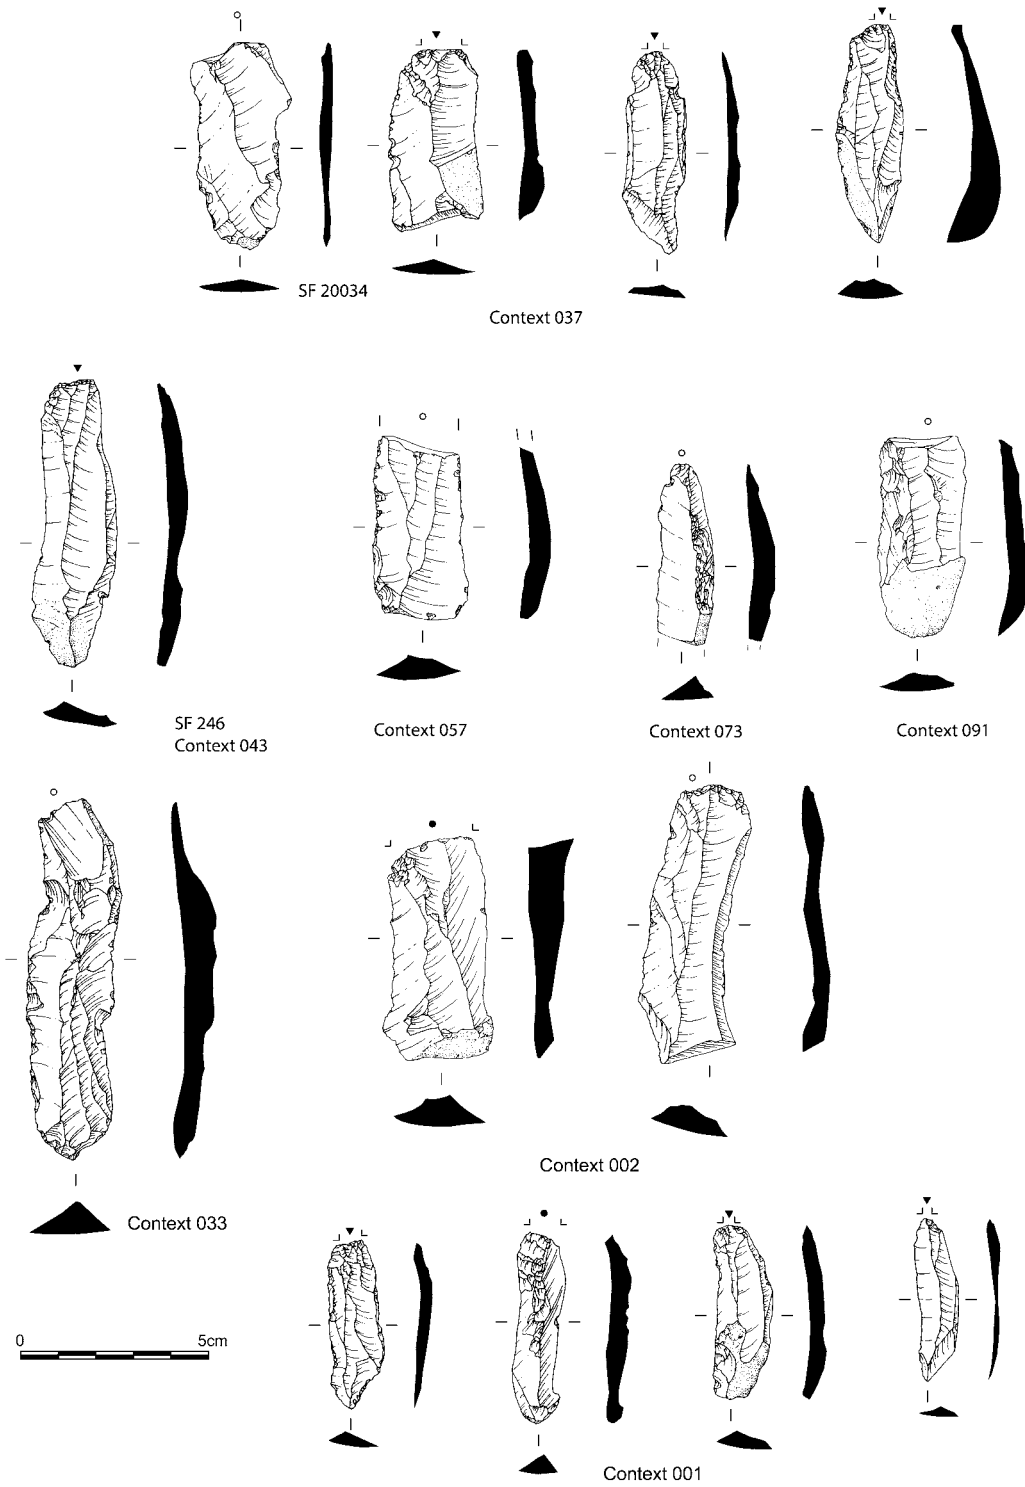 SF 20034
Context 037
SF 246
Context 043
Context 057
Context 073
Context 091
Context 033
Context 002
0 5cm
Context 001